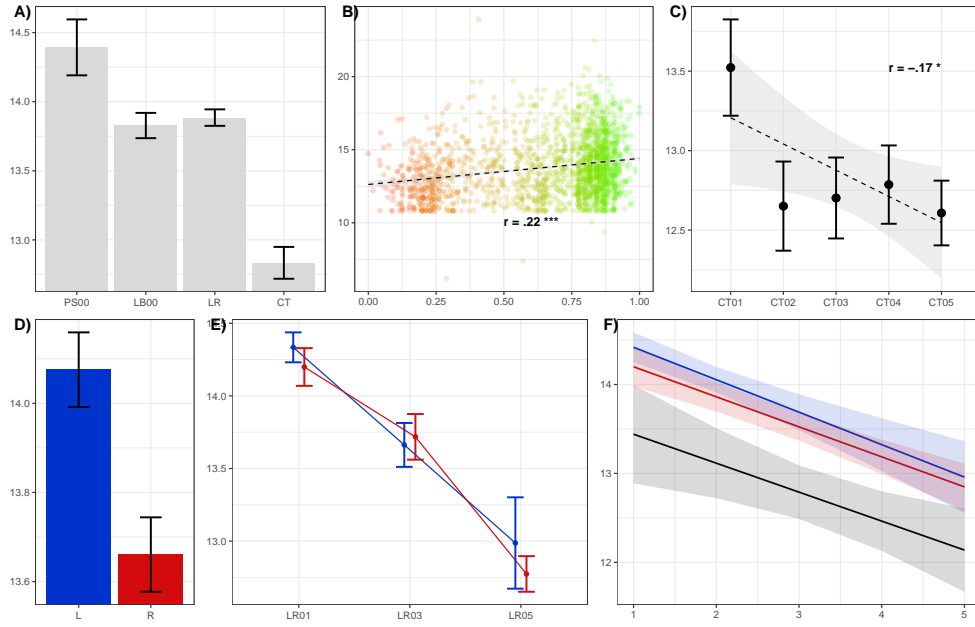 A)
14.5
14.0
13.5
13.0
PS00 LB00 LR CT
B)
20
15
10
r = .22 ***
0.00 0.25 0.50 0.75 1.00
C)
13.5
13.0
12.5
r = –.17 *
CT01 CT02 CT03 CT04 CT05
D)
14.0
13.8
13.6
L R
E)
14.0
13.5
13.0
LR01 LR03 LR05
F)
14
13
12
1 2 3 4 5